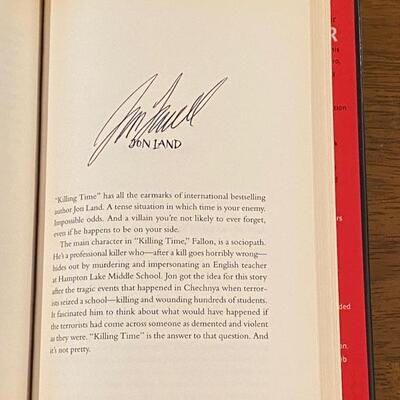 Jon Land
JON LAND
"Killing Time" has all the earmarks of international bestselling
author Jon Land. A tense situation in which time is your enemy.
Impossible odds. And a villain you're not likely to ever forget,
even if he happens to be on your side.
The main character in "Killing Time," Fallon, is a sociopath.
He's a professional killer who—after a kill goes horribly wrong—
hides out by murdering and impersonating an English teacher
at Hampton Lake Middle School. Jon got the idea for this story
after the tragic events that happened in Chechnya when terror-
ists seized a school—killing and wounding hundreds of students.
It fascinated him to think about what would have happened if
the terrorists had come across someone as demented and violent
as they were. "Killing Time" is the answer to that question. And
it's not pretty.